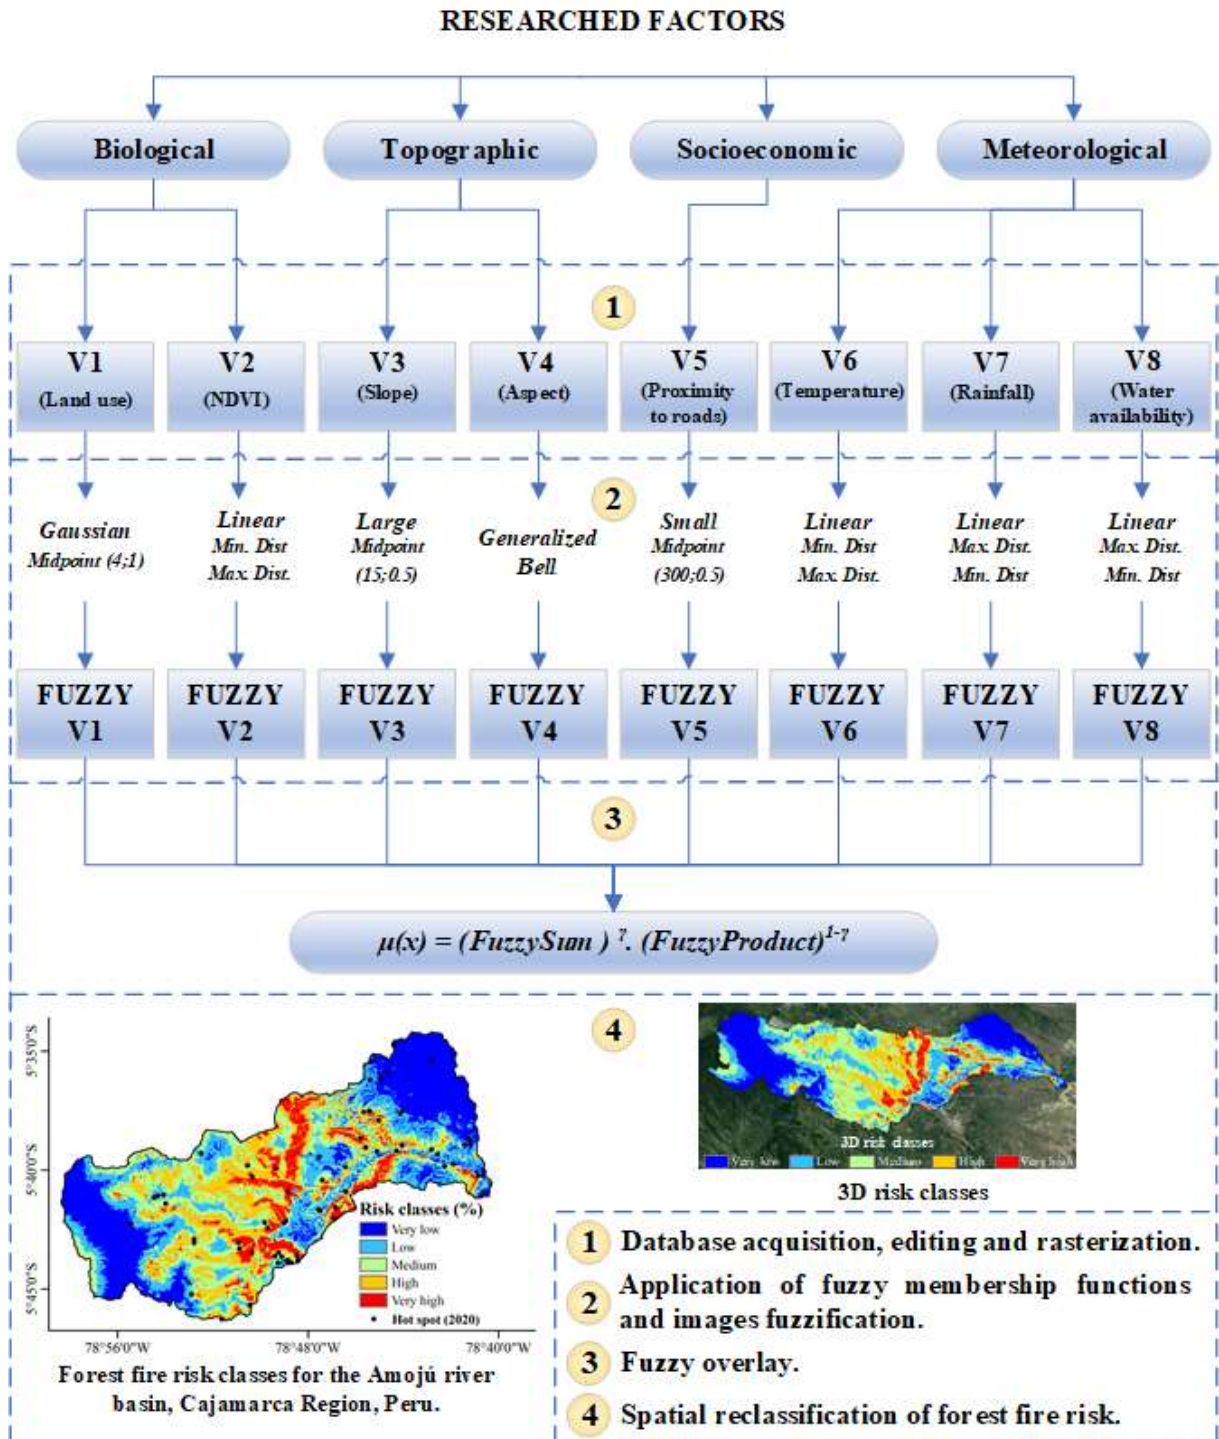 RESEARCHED FACTORS
Biological
Topographic
Socioeconomic
Meteorological
1
V1
(Land use)
V2
(NDVI)
V3
(Slope)
V4
(Aspect)
V5
(Proximity
to roads)
V6
(Temperature)
V7
(Rainfall)
V8
(Water
availability)
2
Gaussian
Midpoint (4;1)
Linear
Min. Dist
Max. Dist.
Large
Midpoint
(15;0.5)
Generalized
Bell
Small
Midpoint
(300;0.5)
Linear
Min. Dist
Max. Dist.
Linear
Max. Dist.
Min. Dist
Linear
Max. Dist.
Min. Dist
FUZZY
V1
FUZZY
V2
FUZZY
V3
FUZZY
V4
FUZZY
V5
FUZZY
V6
FUZZY
V7
FUZZY
V8
3
μ(x) = (FuzzySum ) ^γ. (FuzzyProduct)^1-γ
4
5°35'0"S
5°40'0"S
5°45'0"S
78°56'0"W
78°48'0"W
78°40'0"W
Risk classes (%)
Very low
Low
Medium
High
Very high
Hot spot (2020)
Forest fire risk classes for the Amojú river
basin, Cajamarca Region, Peru.
3D risk classes
Very low
Low
Medium
High
Very high
3D risk classes
1 Database acquisition, editing and rasterization.
2 Application of fuzzy membership functions
and images fuzzification.
3 Fuzzy overlay.
4 Spatial reclassification of forest fire risk.